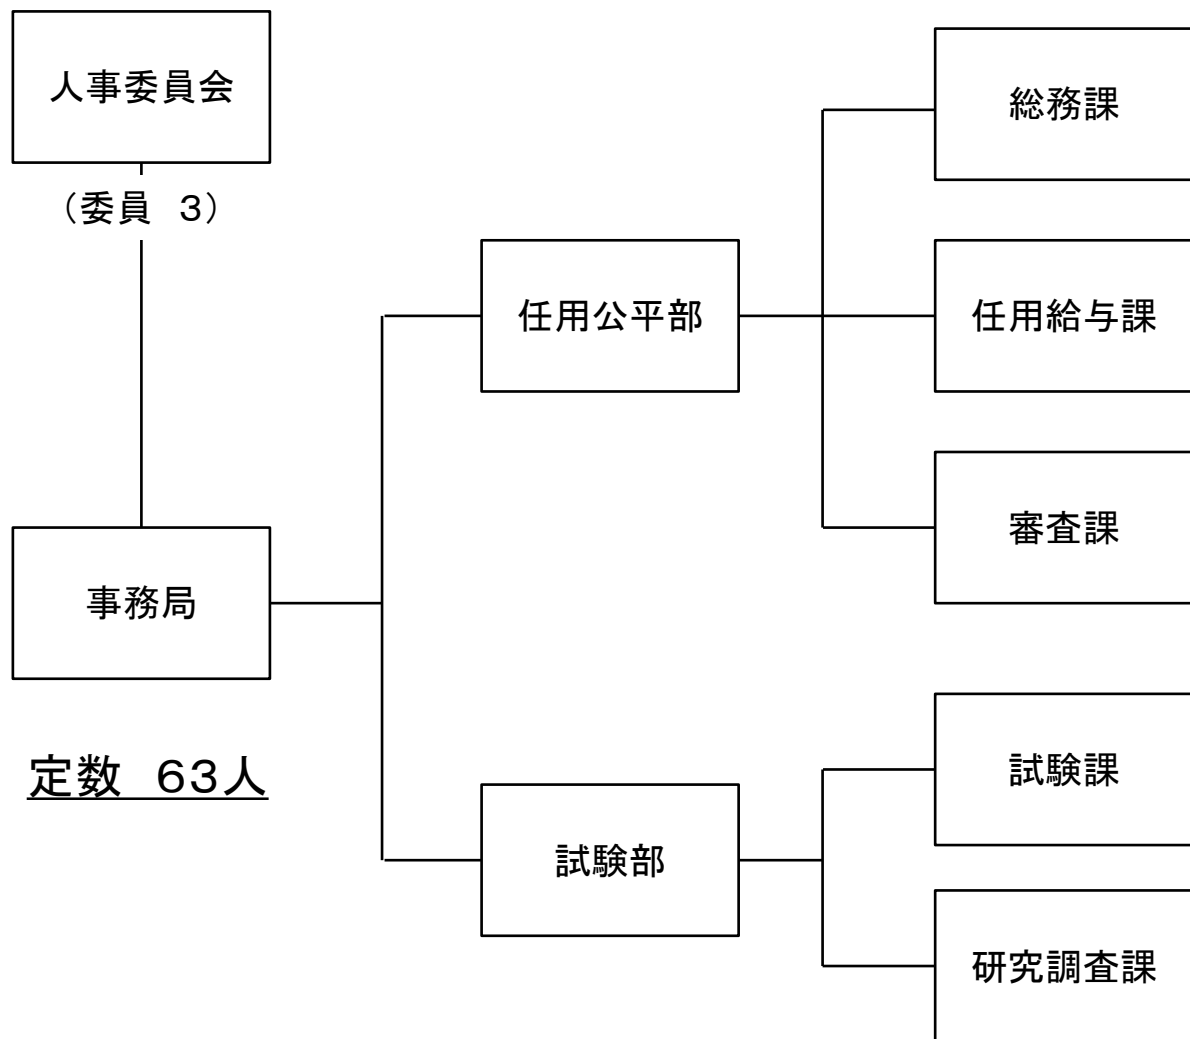 人事委員会
（委員　３）
事務局
定数　６３人
任用公平部
試験部
総務課
任用給与課
審査課
試験課
研究調査課